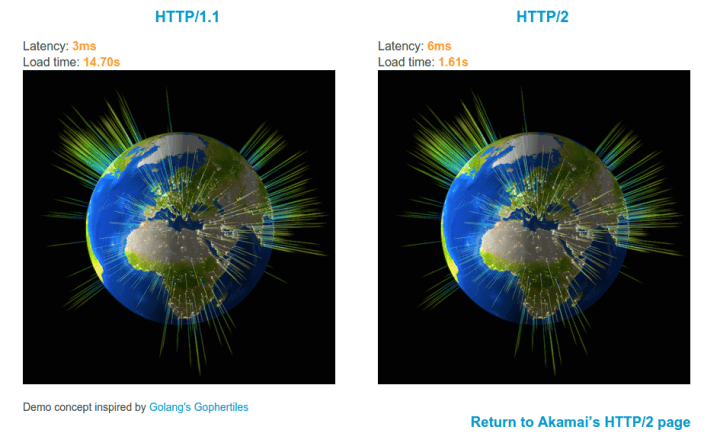 HTTP/1.1
Latency: 3ms
Load time: 14.70s
HTTP/2
Latency: 6ms
Load time: 1.61s
Demo concept inspired by Golang's Gophertiles
Return to Akamai’s HTTP/2 page